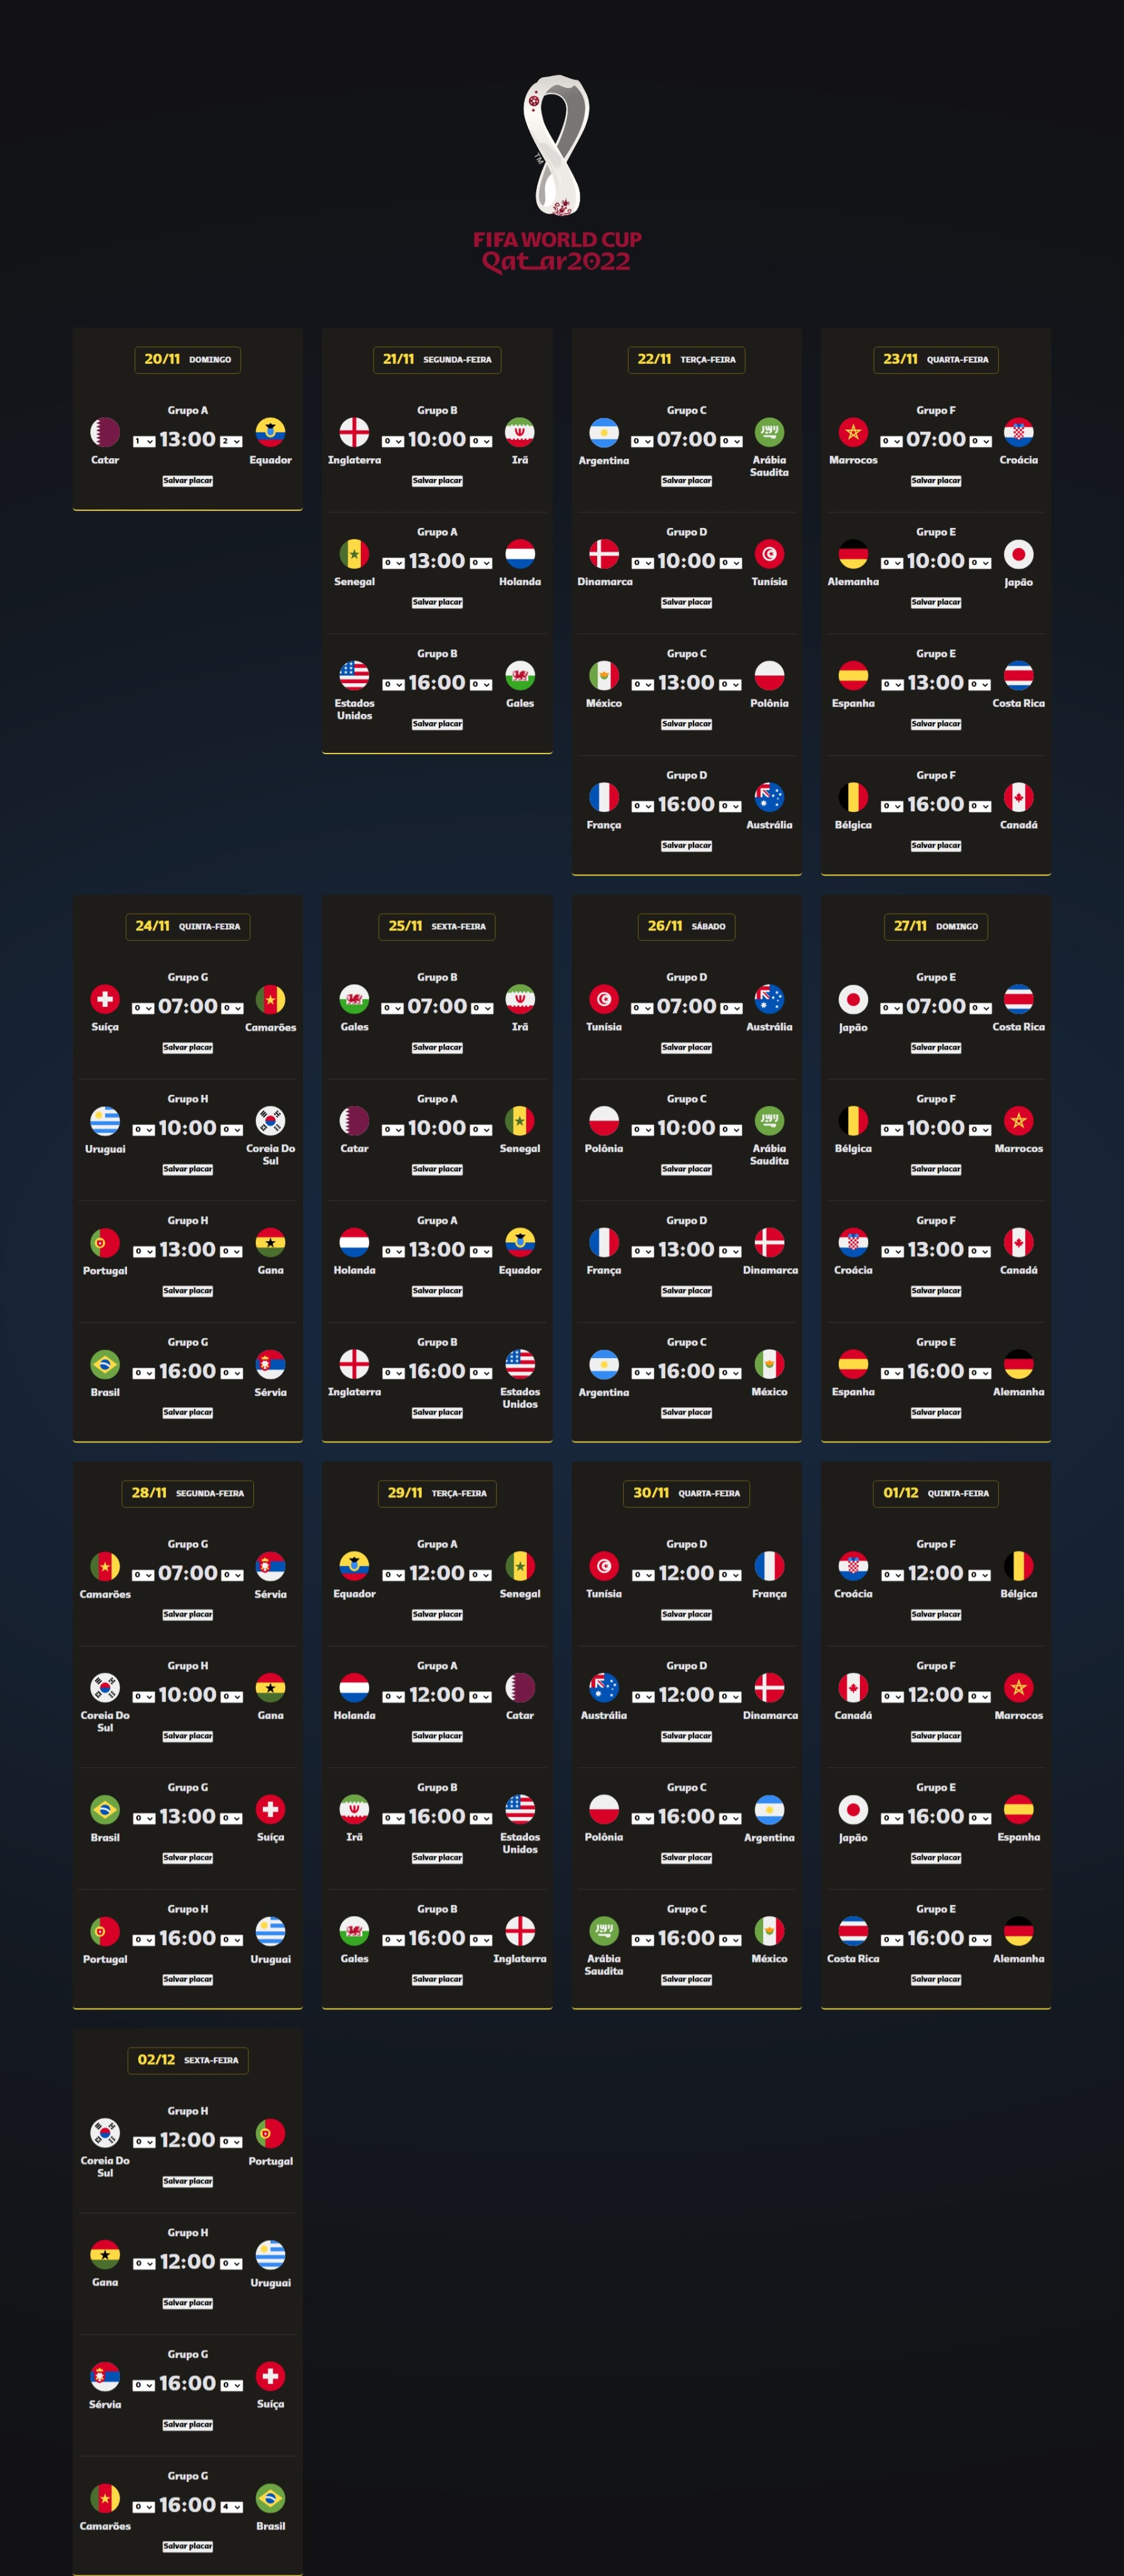 TM
FIFA WORLD CUP
Qatar2022
20/11 DOMINGO
Grupo A
1 13:00 2
Catar Equador
Salvar placar
21/11 SEGUNDA-FEIRA
Grupo B
0 10:00 0
Inglaterra Irã
Salvar placar
Grupo A
0 13:00 0
Senegal Holanda
Salvar placar
Grupo B
0 16:00 0
Estados Gales
Unidos
Salvar placar
22/11 TERÇA-FEIRA
Grupo C
0 07:00 0
Argentina Arábia
Saudita
Salvar placar
Grupo D
0 10:00 0
Dinamarca Tunísia
Salvar placar
Grupo C
0 13:00 0
México Polônia
Salvar placar
Grupo D
0 16:00 0
França Austrália
Salvar placar
23/11 QUARTA-FEIRA
Grupo F
0 07:00 0
Marrocos Croácia
Salvar placar
Grupo E
0 10:00 0
Alemanha Japão
Salvar placar
Grupo E
0 13:00 0
Espanha Costa Rica
Salvar placar
Grupo F
0 16:00 0
Bélgica Canadá
Salvar placar
24/11 QUINTA-FEIRA
Grupo G
0 07:00 0
Suíça Camarões
Salvar placar
Grupo H
0 10:00 0
Uruguai Coreia Do
Sul
Salvar placar
Grupo H
0 13:00 0
Portugal Gana
Salvar placar
Grupo G
0 16:00 0
Brasil Sérvia
Salvar placar
25/11 SEXTA-FEIRA
Grupo B
0 07:00 0
Gales Irã
Salvar placar
Grupo A
0 10:00 0
Catar Senegal
Salvar placar
Grupo A
0 13:00 0
Holanda Equador
Salvar placar
Grupo B
0 16:00 0
Inglaterra Estados
Unidos
Salvar placar
26/11 SÁBADO
Grupo D
0 07:00 0
Tunísia Austrália
Salvar placar
Grupo C
0 10:00 0
Polônia Arábia
Saudita
Salvar placar
Grupo D
0 13:00 0
França Dinamarca
Salvar placar
Grupo C
0 16:00 0
Argentina México
Salvar placar
27/11 DOMINGO
Grupo E
0 07:00 0
Japão Costa Rica
Salvar placar
Grupo F
0 10:00 0
Bélgica Marrocos
Salvar placar
Grupo F
0 13:00 0
Croácia Canadá
Salvar placar
Grupo E
0 16:00 0
Espanha Alemanha
Salvar placar
28/11 SEGUNDA-FEIRA
Grupo G
0 07:00 0
Camarões Sérvia
Salvar placar
Grupo H
0 10:00 0
Coreia Do Gana
Sul
Salvar placar
Grupo G
0 13:00 0
Brasil Suíça
Salvar placar
Grupo H
0 16:00 0
Portugal Uruguai
Salvar placar
29/11 TERÇA-FEIRA
Grupo A
0 12:00 0
Equador Senegal
Salvar placar
Grupo A
0 12:00 0
Holanda Catar
Salvar placar
Grupo B
0 16:00 0
Irã Estados
Unidos
Salvar placar
Grupo B
0 16:00 0
Gales Inglaterra
Salvar placar
30/11 QUARTA-FEIRA
Grupo D
0 12:00 0
Tunísia França
Salvar placar
Grupo D
0 12:00 0
Austrália Dinamarca
Salvar placar
Grupo C
0 16:00 0
Polônia Argentina
Salvar placar
Grupo C
0 16:00 0
Arábia México
Saudita
Salvar placar
01/12 QUINTA-FEIRA
Grupo F
0 12:00 0
Croácia Bélgica
Salvar placar
Grupo F
0 12:00 0
Canadá Marrocos
Salvar placar
Grupo E
0 16:00 0
Japão Espanha
Salvar placar
Grupo E
0 16:00 0
Costa Rica Alemanha
Salvar placar
02/12 SEXTA-FEIRA
Grupo H
0 12:00 0
Coreia Do Portugal
Sul
Salvar placar
Grupo H
0 12:00 0
Gana Uruguai
Salvar placar
Grupo G
0 16:00 0
Sérvia Suíça
Salvar placar
Grupo G
0 16:00 4
Camarões Brasil
Salvar placar